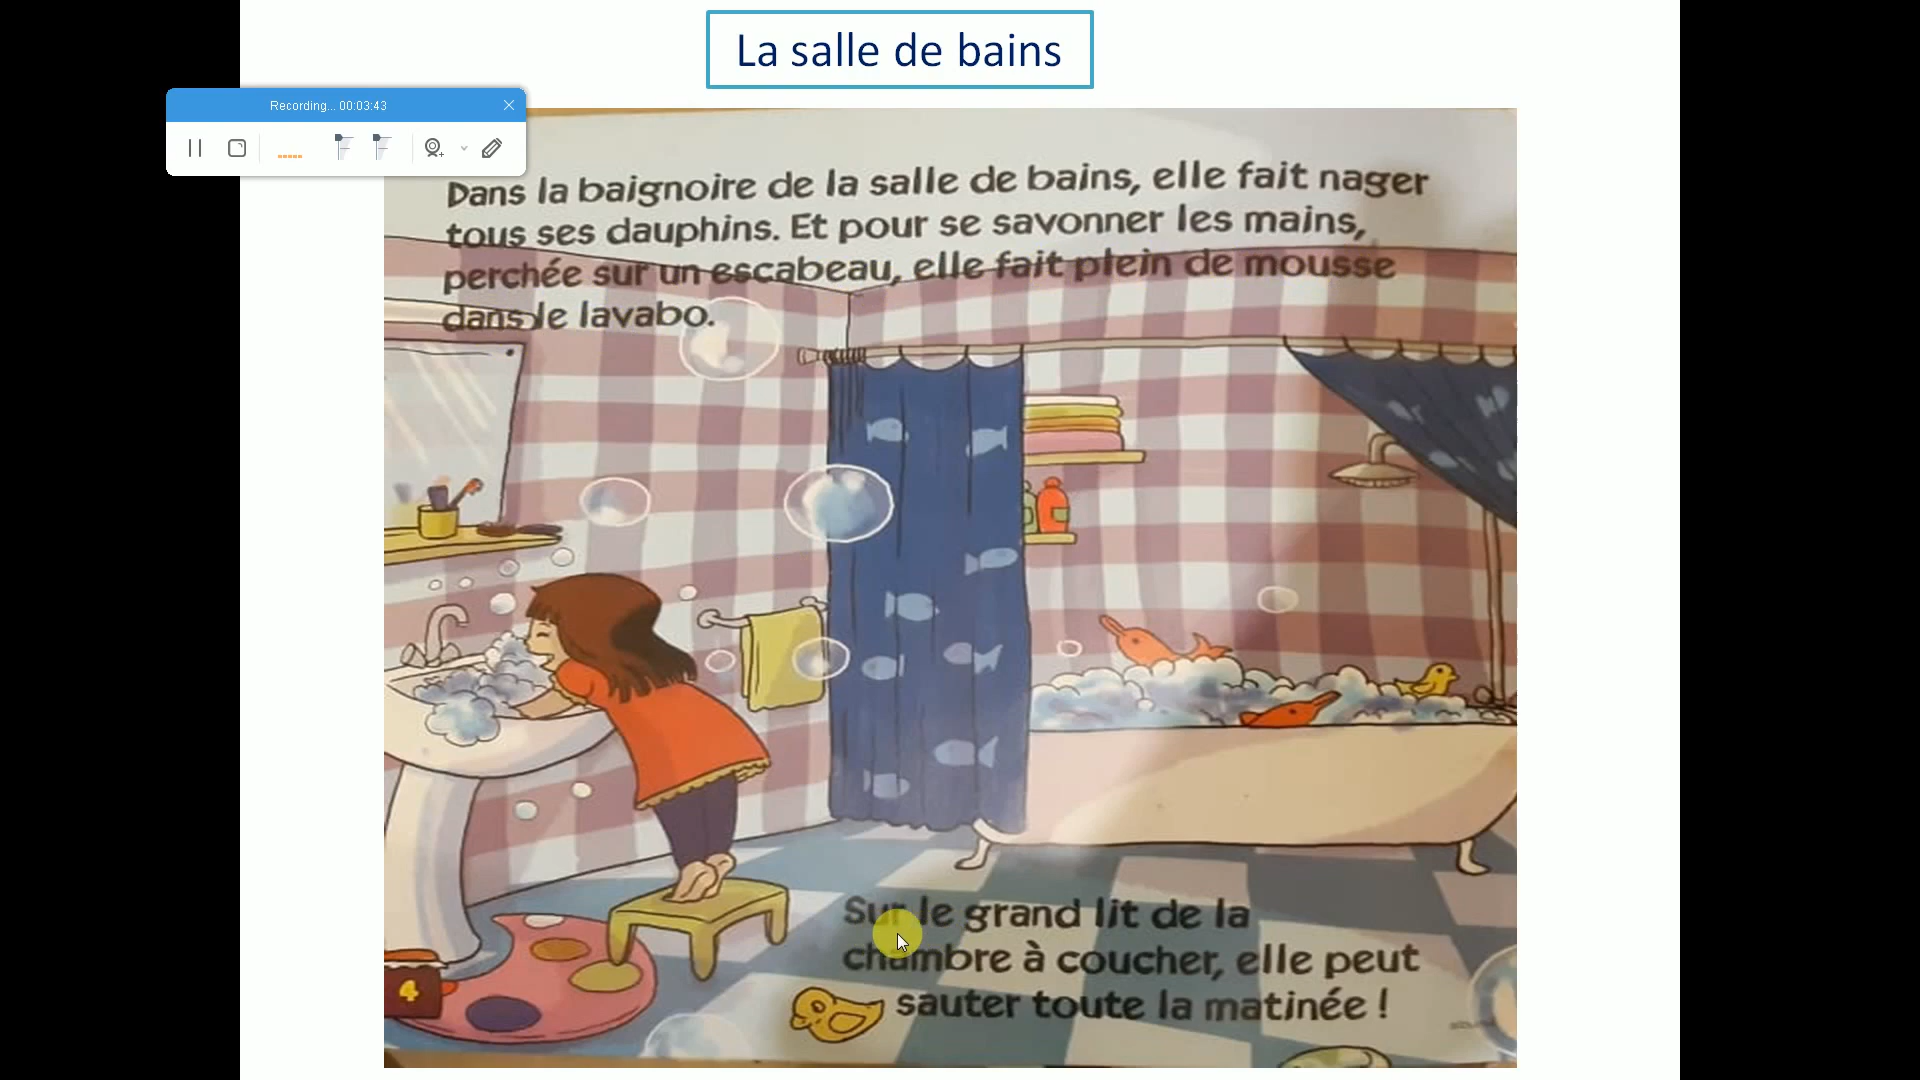 La salle de bains
Recording... 00:03:43
Dans la baignoire de la salle de bains, elle fait nager
tous ses dauphins. Et pour se savonner les mains,
perchée sur un escabeau, elle fait plein de mousse
dans le lavabo.
Sur le grand lit de la
chambre à coucher, elle peut
sauter toute la matinée !
4